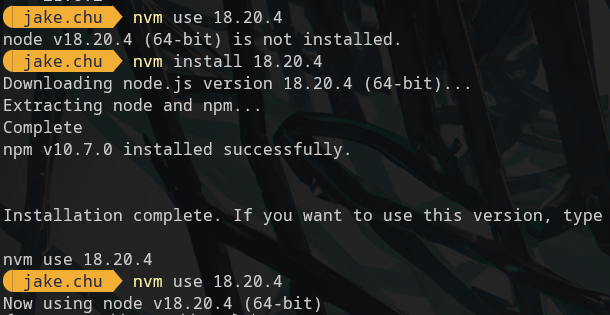 jake.chu nvm use 18.20.4
node v18.20.4 (64-bit) is not installed.
jake.chu nvm install 18.20.4
Downloading node.js version 18.20.4 (64-bit)...
Extracting node and npm...
Complete
npm v10.7.0 installed successfully.
Installation complete. If you want to use this version, type
nvm use 18.20.4
jake.chu nvm use 18.20.4
Now using node v18.20.4 (64-bit)